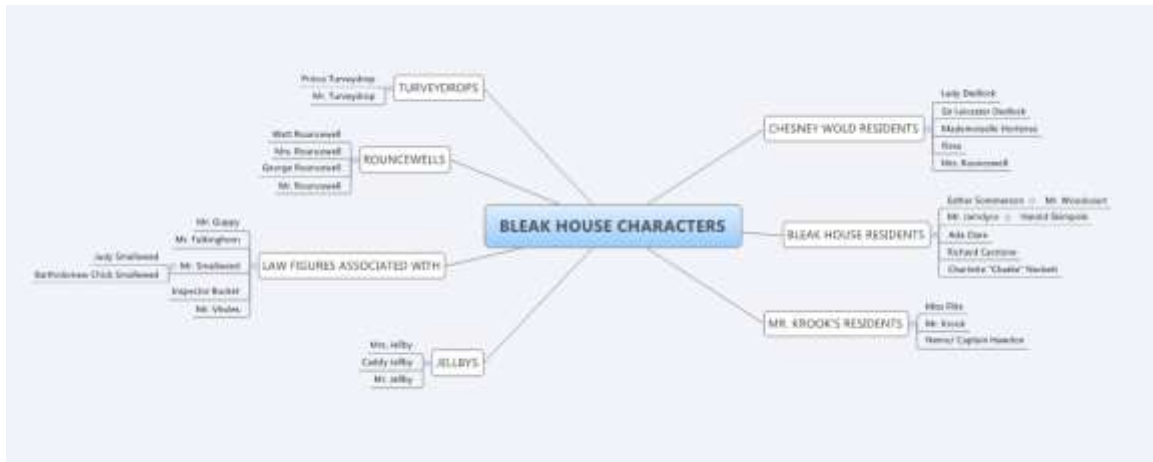 BLEAK HOUSE CHARACTERS
TURVEYDROPS
Prince Turveydrop
Mr. Turveydrop
ROUNCEWELLS
Watt Rouncewell
Mrs. Rouncewell
George Rouncewell
Mr. Rouncewell
LAW FIGURES ASSOCIATED WITH
Mr. Guppy
Mr. Tulkinghorn
Mr. Smallweed
Judy Smallweed
Bartholomew Chick Smallweed
Inspector Bucket
Mr. Vholes
JELLBYS
Mrs. Jellby
Caddy Jellby
Mr. Jellby
CHESNEY WOLD RESIDENTS
Lady Dedlock
Sir Leicester Dedlock
Mademoiselle Hortense
Rosa
Mrs. Rouncewell
BLEAK HOUSE RESIDENTS
Esther Summerson
Mr. Woodcourt
Mr. Jarndyce
Harold Skimpole
Ada Clare
Richard Carstone
Charlotte "Charlie" Neckett
MR. KROOK'S RESIDENTS
Miss Flite
Mr. Krook
Nemo/ Captain Hawdon